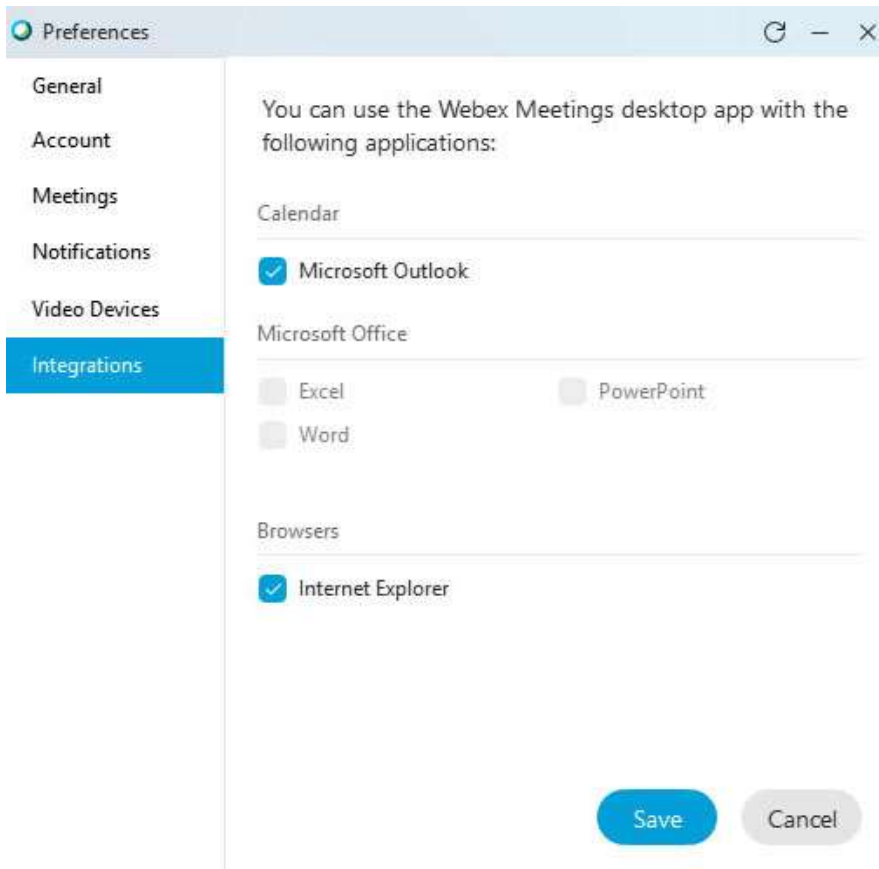 Preferences
General
Account
Meetings
Notifications
Video Devices
Integrations
You can use the Webex Meetings desktop app with the
following applications:
Calendar
Microsoft Outlook
Microsoft Office
Excel
PowerPoint
Word
Browsers
Internet Explorer
Save
Cancel